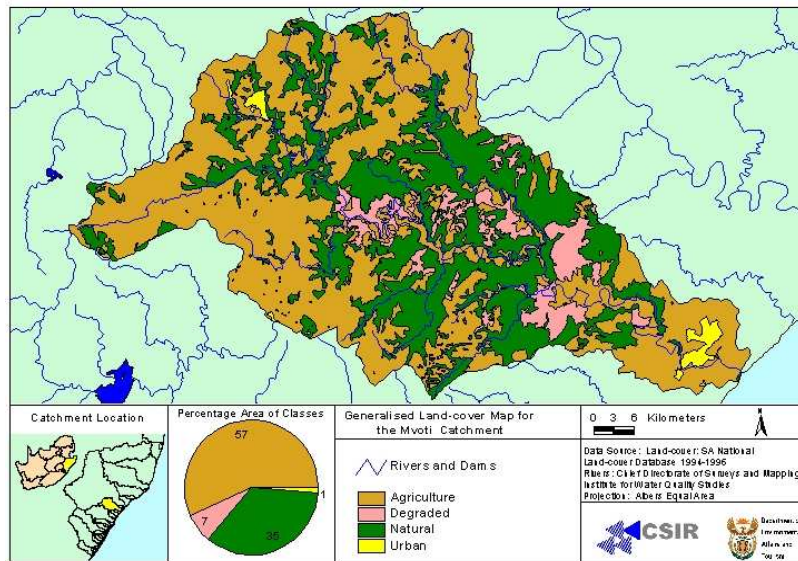 Catchment Location
Percentage Area of Classes
57
1
7
35
Generalised Land-cover Map for
the Mvoti Catchment
Rivers and Dams
Agriculture
Degraded
Natural
Urban
0 3 6 Kilometers
N
Data Source: Land-cover: SA National
Land-cover Database 1994-1996
Rivers: Chief Directorate of Surveys and Mapping
Institute for Water Quality Studies
Projection: Albers Equal Area
CSIR
Environment
Affairs and